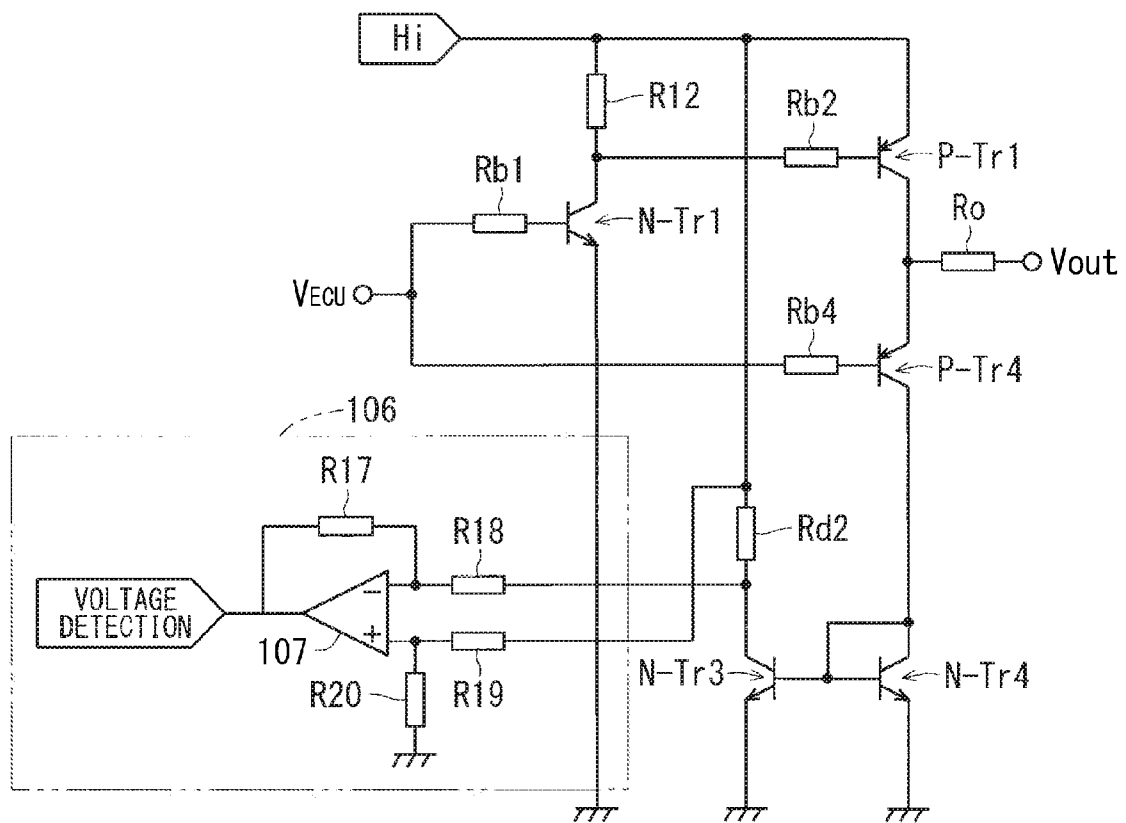 Hi
R12
Rb2
P-Tr1
Rb1
N-Tr1
Ro
Vout
VECU
Rb4
P-Tr4
106
R17
R18
Rd2
VOLTAGE
DETECTION
107
R19
R20
N-Tr3
N-Tr4